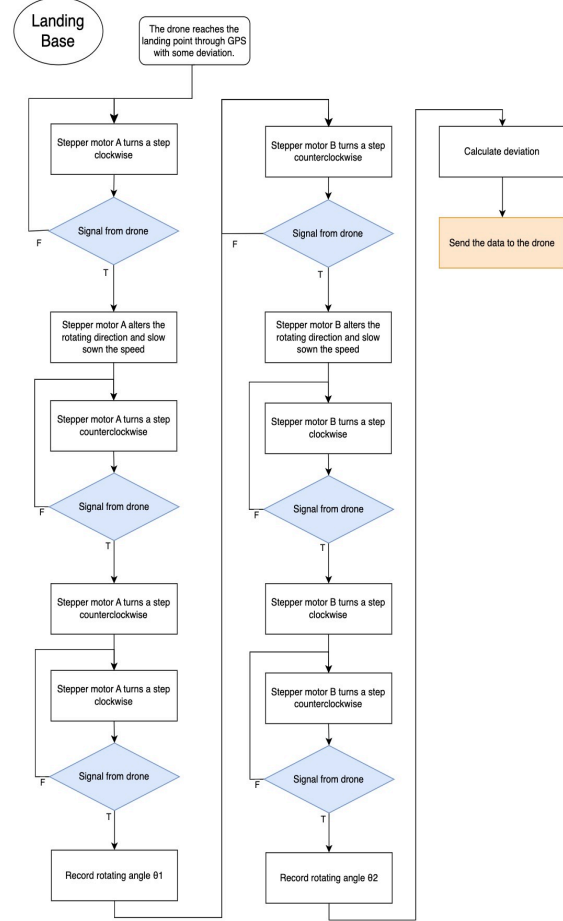 Landing
Base
The drone reaches the
landing point through GPS
with some deviation.
Stepper motor A turns a step
clockwise
Signal from drone
F
T
Stepper motor A alters the
rotating direction and slow
sown the speed
Stepper motor A turns a step
counterclockwise
Signal from drone
F
T
Stepper motor A turns a step
counterclockwise
Stepper motor A turns a step
clockwise
Signal from drone
F
T
Record rotating angle θ1
Stepper motor B turns a step
counterclockwise
Signal from drone
F
T
Stepper motor B alters the
rotating direction and slow
sown the speed
Stepper motor B turns a step
clockwise
Signal from drone
F
T
Stepper motor B turns a step
clockwise
Stepper motor B turns a step
counterclockwise
Signal from drone
F
T
Record rotating angle θ2
Calculate deviation
Send the data to the drone